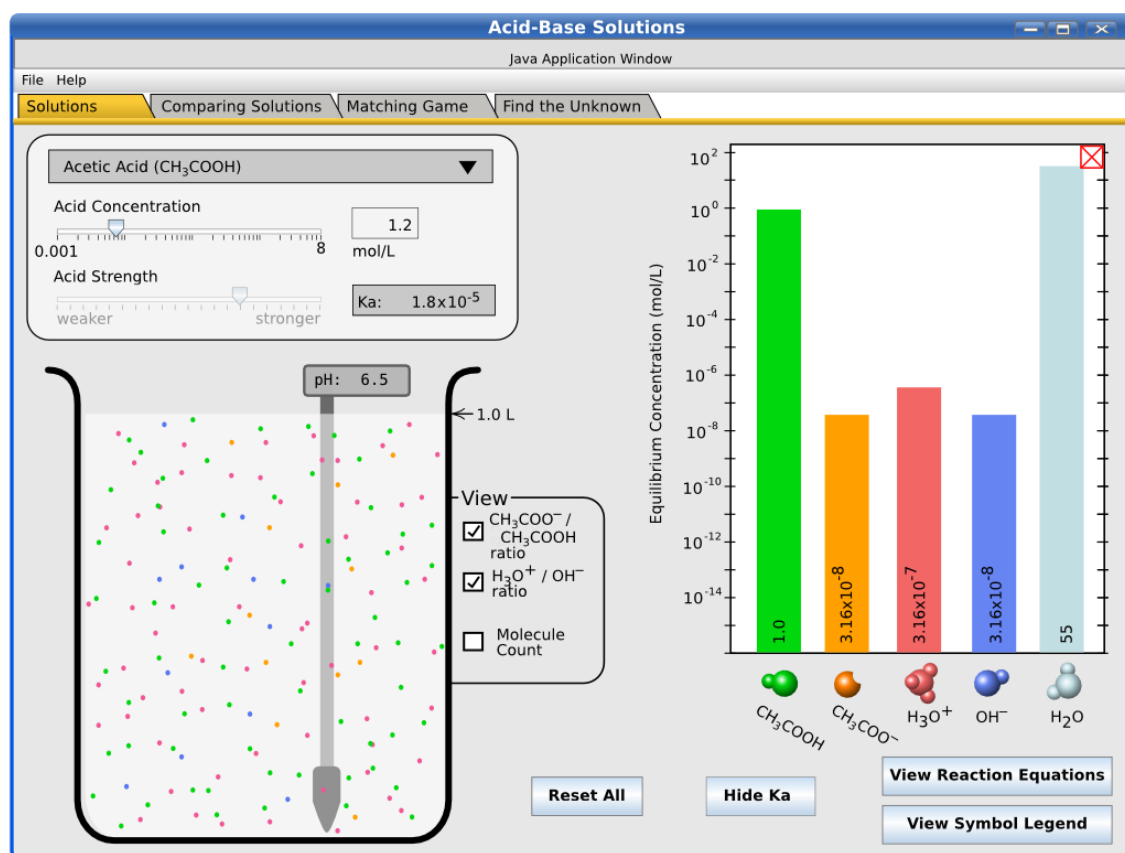 Acid-Base Solutions
Java Application Window
File Help
Solutions Comparing Solutions Matching Game Find the Unknown
Acetic Acid (CH₃COOH)
Acid Concentration
1.2
0.001 8 mol/L
Acid Strength
Ka: 1.8x10⁻⁵
weaker stronger
pH: 6.5
1.0 L
View
CH₃COO⁻ /
CH₃COOH
ratio
H₃O⁺ / OH⁻
ratio
Molecule
Count
Equilibrium Concentration (mol/L)
10²
10⁰
10⁻²
10⁻⁴
10⁻⁶
10⁻⁸
10⁻¹⁰
10⁻¹²
10⁻¹⁴
1.0 3.16x10⁻⁸ 3.16x10⁻⁷ 3.16x10⁻⁸ 55
CH₃COOH CH₃COO⁻ H₃O⁺ OH⁻ H₂O
Reset All
Hide Ka
View Reaction Equations
View Symbol Legend